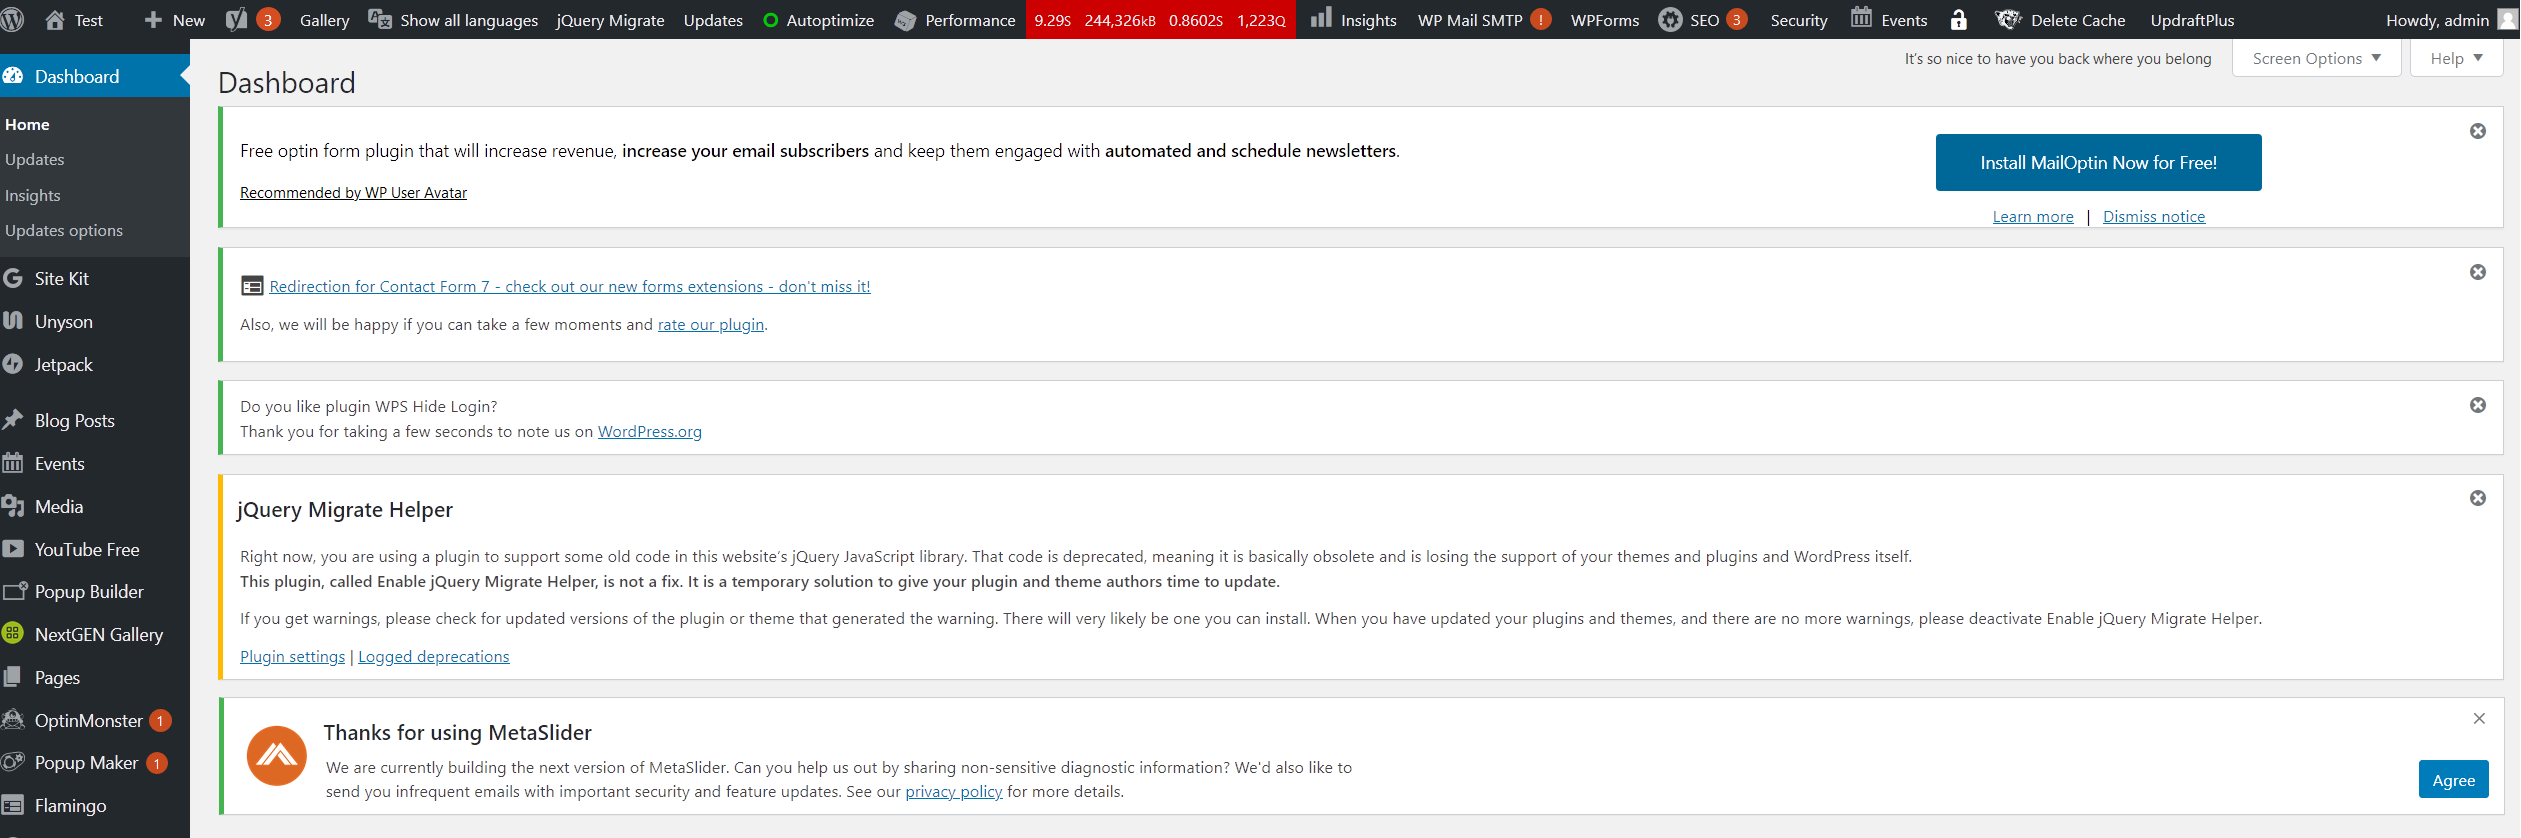 Test New 3 Gallery Show all languages jQuery Migrate Updates Autoptimize Performance 9.29S 244,326kB 0.8602S 1,223Q Insights WP Mail SMTP ! WPForms SEO 3 Security Events Delete Cache UpdraftPlus Howdy, admin
Dashboard
Home
Updates
Insights
Updates options
Site Kit
Unyson
Jetpack
Blog Posts
Events
Media
YouTube Free
Popup Builder
NextGEN Gallery
Pages
OptinMonster 1
Popup Maker 1
Flamingo
It's so nice to have you back where you belong
Screen Options
Help
Dashboard
Free optin form plugin that will increase revenue, increase your email subscribers and keep them engaged with automated and schedule newsletters.
Recommended by WP User Avatar
Install MailOptin Now for Free!
Learn more | Dismiss notice
Redirection for Contact Form 7 - check out our new forms extensions - don't miss it!
Also, we will be happy if you can take a few moments and rate our plugin.
Do you like plugin WPS Hide Login?
Thank you for taking a few seconds to note us on WordPress.org
jQuery Migrate Helper
Right now, you are using a plugin to support some old code in this website's jQuery JavaScript library. That code is deprecated, meaning it is basically obsolete and is losing the support of your themes and plugins and WordPress itself.
This plugin, called Enable jQuery Migrate Helper, is not a fix. It is a temporary solution to give your plugin and theme authors time to update.
If you get warnings, please check for updated versions of the plugin or theme that generated the warning. There will very likely be one you can install. When you have updated your plugins and themes, and there are no more warnings, please deactivate Enable jQuery Migrate Helper.
Plugin settings | Logged deprecations
Thanks for using MetaSlider
We are currently building the next version of MetaSlider. Can you help us out by sharing non-sensitive diagnostic information? We'd also like to
send you infrequent emails with important security and feature updates. See our privacy policy for more details.
Agree